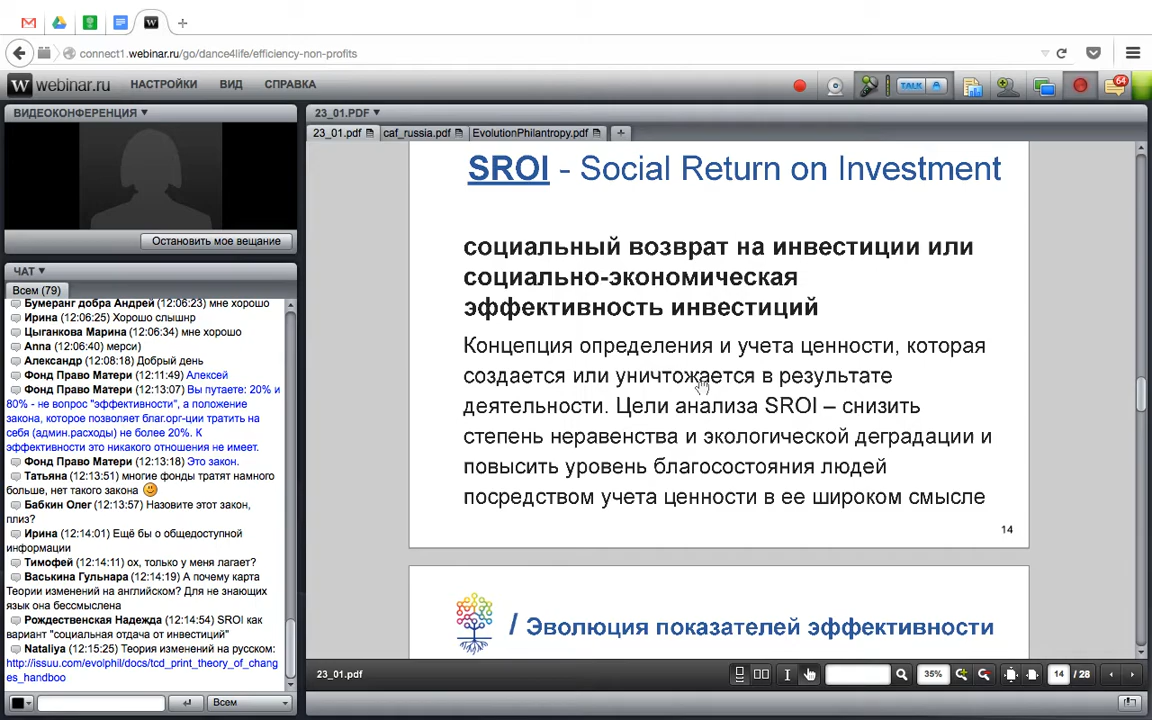 connect1.webinar.ru/go/dance4life/efficiency-non-profits
W webinar.ru НАСТРОЙКИ ВИД СПРАВКА
TALK
64
ВИДЕОКОНФЕРЕНЦИЯ
Остановить мое вещание
ЧАТ
Всем (79)
Бумеранг добра Андрей (12:06:23) мне хорошо
Ирина (12:06:25) Хорошо слышнр
Цыганкова Марина (12:06:34) мне хорошо
Anna (12:06:40) мерси)
Александр (12:08:18) Добрый день
Фонд Право Матери (12:11:49) Алексей
Фонд Право Матери (12:13:07) Вы путаете: 20% и
80% - не вопрос "эффективности", а положение
закона, которое позволяет благ.орг-ции тратить на
себя (админ.расходы) не более 20%. К
эффективности это никакого отношения не имеет.
Фонд Право Матери (12:13:18) Это закон.
Татьяна (12:13:51) многие фонды тратят намного
больше, нет такого закона
Бабкин Олег (12:13:57) Назовите этот закон,
плиз?
Ирина (12:14:01) Ещё бы о общедоступной
информации
Тимофей (12:14:11) ох, только у меня лагает?
Васькина Гульнара (12:14:19) А почему карта
Теории изменений на английском? Для не знающих
язык она бессмыслена
Рождественская Надежда (12:14:54) SROI как
вариант "социальная отдача от инвестиций"
Nataliya (12:15:25) Теория изменений на русском:
http://issuu.com/evolphil/docs/tcd_print_theory_of_chang
es_handboo
Всем
23_01.PDF
23_01.pdf caf_russia.pdf EvolutionPhilantropy.pdf
SROI - Social Return on Investment
социальный возврат на инвестиции или
социально-экономическая
эффективность инвестиций
Концепция определения и учета ценности, которая
создается или уничтожается в результате
деятельности. Цели анализа SROI – снизить
степень неравенства и экологической деградации и
повысить уровень благосостояния людей
посредством учета ценности в ее широком смысле
14
/ Эволюция показателей эффективности
23_01.pdf
35%
14 / 28